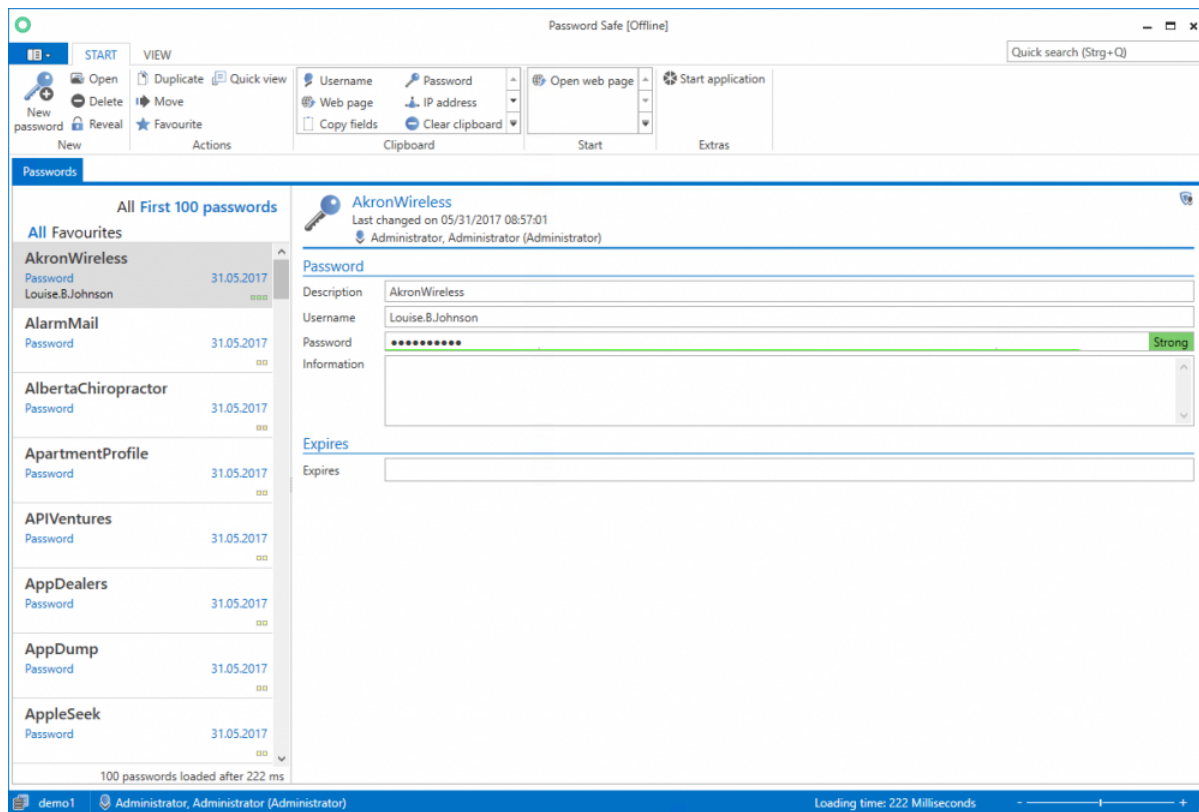 Password Safe [Offline]
START VIEW
Quick search (Strg+Q)
New password
Open
Delete
Reveal
New
Duplicate
Quick view
Move
Favourite
Actions
Username
Password
Web page
IP address
Copy fields
Clear clipboard
Clipboard
Open web page
Start
Start application
Extras
Passwords
All First 100 passwords
All Favourites
AkronWireless
Password 31.05.2017
Louise.B.Johnson
AlarmMail
Password 31.05.2017
AlbertaChiropractor
Password 31.05.2017
ApartmentProfile
Password 31.05.2017
APIVentures
Password 31.05.2017
AppDealers
Password 31.05.2017
AppDump
Password 31.05.2017
AppleSeek
Password 31.05.2017
100 passwords loaded after 222 ms
AkronWireless
Last changed on 05/31/2017 08:57:01
Administrator, Administrator (Administrator)
Password
Description AkronWireless
Username Louise.B.Johnson
Password ●●●●●●●●●● Strong
Information
Expires
Expires
demo1 Administrator, Administrator (Administrator) Loading time: 222 Milliseconds - +